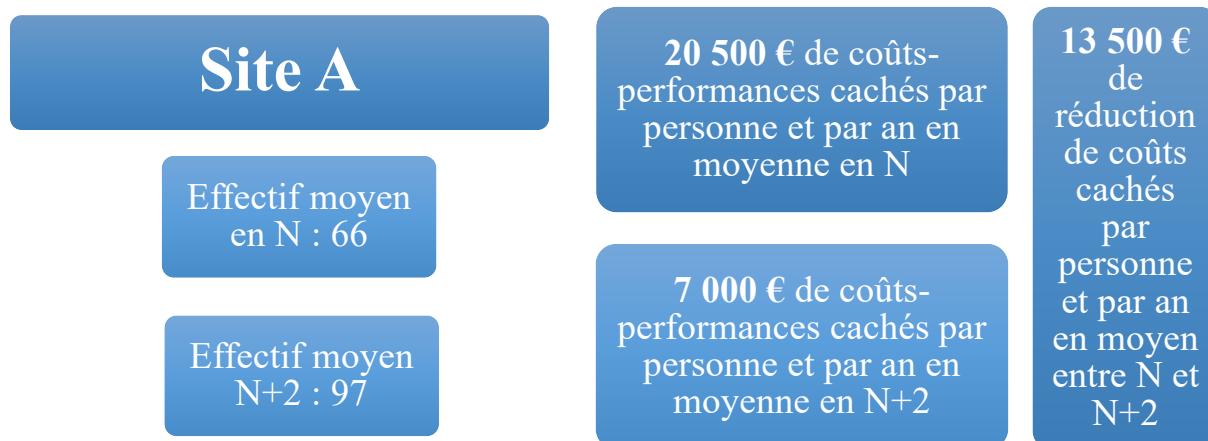 Site A
Effectif moyen
en N : 66
Effectif moyen
N+2 : 97
20 500 € de coûts-
performances cachés par
personne et par an en
moyenne en N
7 000 € de coûts-
performances cachés par
personne et par an en
moyenne en N+2
13 500 €
de
réduction
de coûts
cachés
par
personne
et par an
en moyen
entre N et
N+2